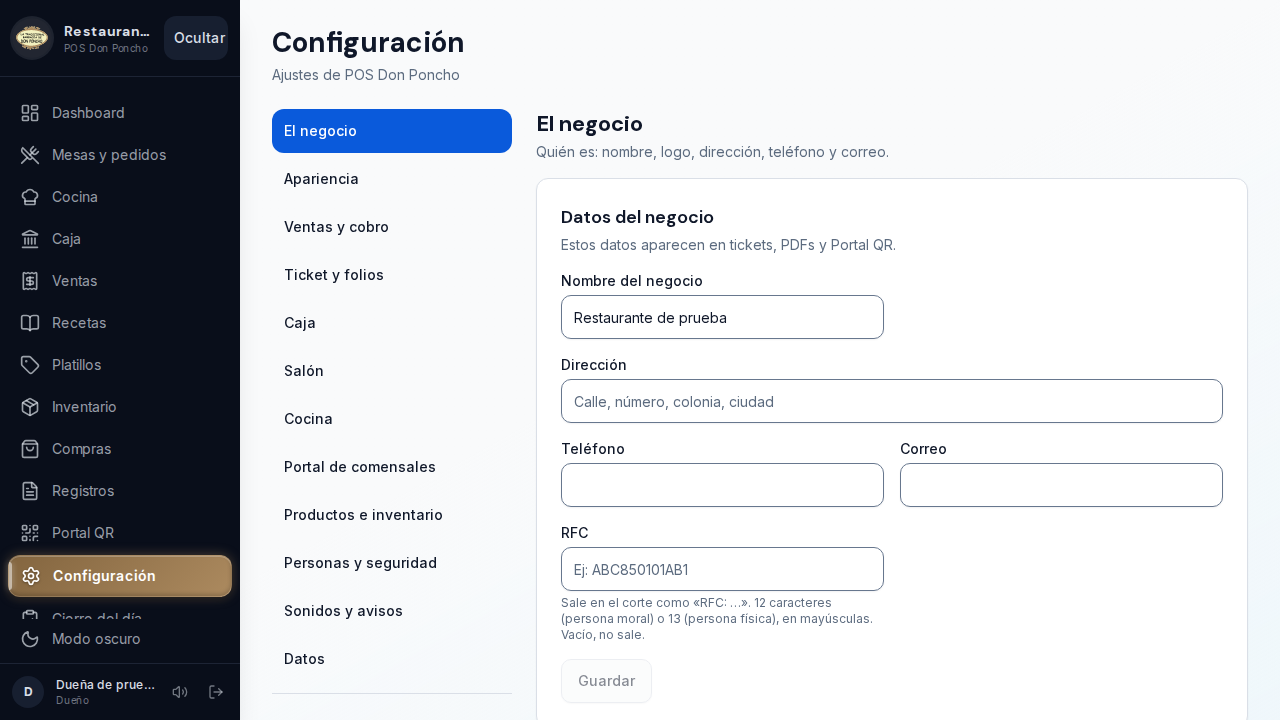 Restauran...
POS Don Poncho
Ocultar
Dashboard
Mesas y pedidos
Cocina
Caja
Ventas
Recetas
Platillos
Inventario
Compras
Registros
Portal QR
Configuración
Cierre del día
Modo oscuro
D
Dueña de prue...
Dueño
Configuración
Ajustes de POS Don Poncho
El negocio
Apariencia
Ventas y cobro
Ticket y folios
Caja
Salón
Cocina
Portal de comensales
Productos e inventario
Personas y seguridad
Sonidos y avisos
Datos
El negocio
Quién es: nombre, logo, dirección, teléfono y correo.
Datos del negocio
Estos datos aparecen en tickets, PDFs y Portal QR.
Nombre del negocio
Restaurante de prueba
Dirección
Calle, número, colonia, ciudad
Teléfono
Correo
RFC
Ej: ABC850101AB1
Sale en el corte como «RFC: ...». 12 caracteres
(persona moral) o 13 (persona física), en mayúsculas.
Vacío, no sale.
Guardar